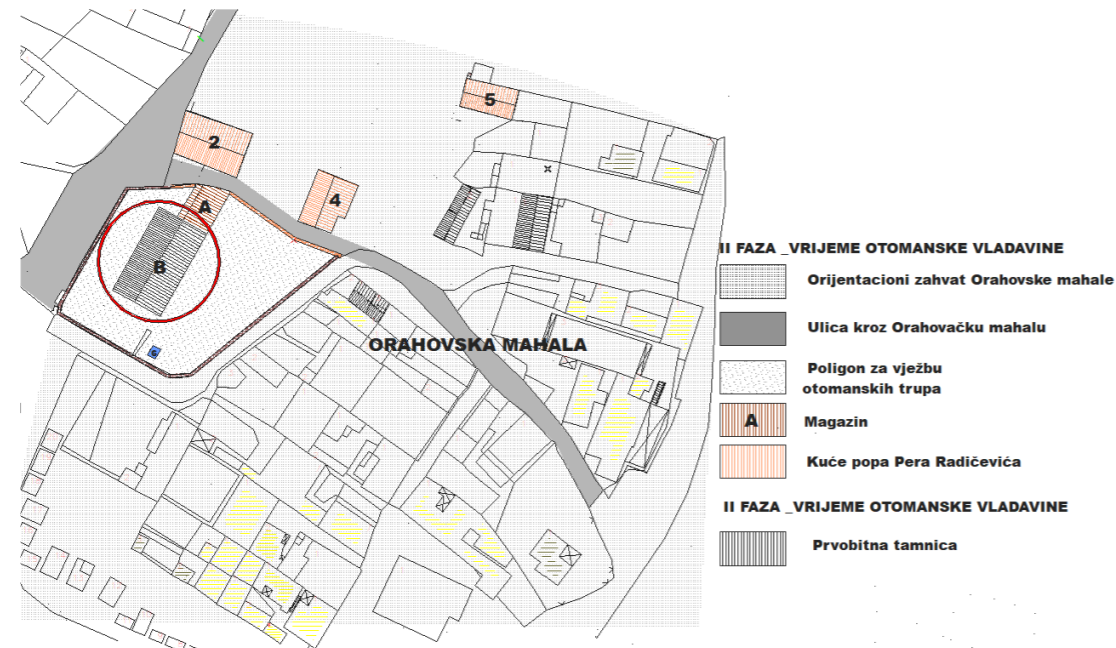 5
2
A
4
B
ORAHOVSKA MAHALA
II FAZA _VRIJEME OTOMANSKE VLADAVINE
Orijentacioni zahvat Orahovske mahale
Ulica kroz Orahovačku mahalu
Poligon za vježbu
otomanskih trupa
A
Magazin
Kuće popa Pera Radičevića
II FAZA _VRIJEME OTOMANSKE VLADAVINE
Prvobitna tamnica